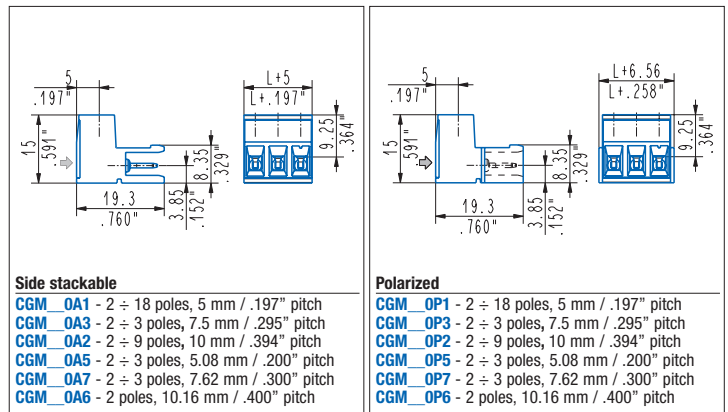 5
.197"
L+5
L+.197"
15
.591"
9.25
.364"
8.35
.329"
3.85
.152"
19.3
.760"
Side stackable
CGM__0A1 - 2 ÷ 18 poles, 5 mm / .197” pitch
CGM__0A3 - 2 ÷ 3 poles, 7.5 mm / .295” pitch
CGM__0A2 - 2 ÷ 9 poles, 10 mm / .394” pitch
CGM__0A5 - 2 ÷ 3 poles, 5.08 mm / .200” pitch
CGM__0A7 - 2 ÷ 3 poles, 7.62 mm / .300” pitch
CGM__0A6 - 2 poles, 10.16 mm / .400” pitch
5
.197"
L+6.56
L+.258"
15
.591"
9.25
.364"
8.35
.329"
3.85
.152"
19.3
.760"
Polarized
CGM__0P1 - 2 ÷ 18 poles, 5 mm / .197” pitch
CGM__0P3 - 2 ÷ 3 poles, 7.5 mm / .295” pitch
CGM__0P2 - 2 ÷ 9 poles, 10 mm / .394” pitch
CGM__0P5 - 2 ÷ 3 poles, 5.08 mm / .200” pitch
CGM__0P7 - 2 ÷ 3 poles, 7.62 mm / .300” pitch
CGM__0P6 - 2 poles, 10.16 mm / .400” pitch